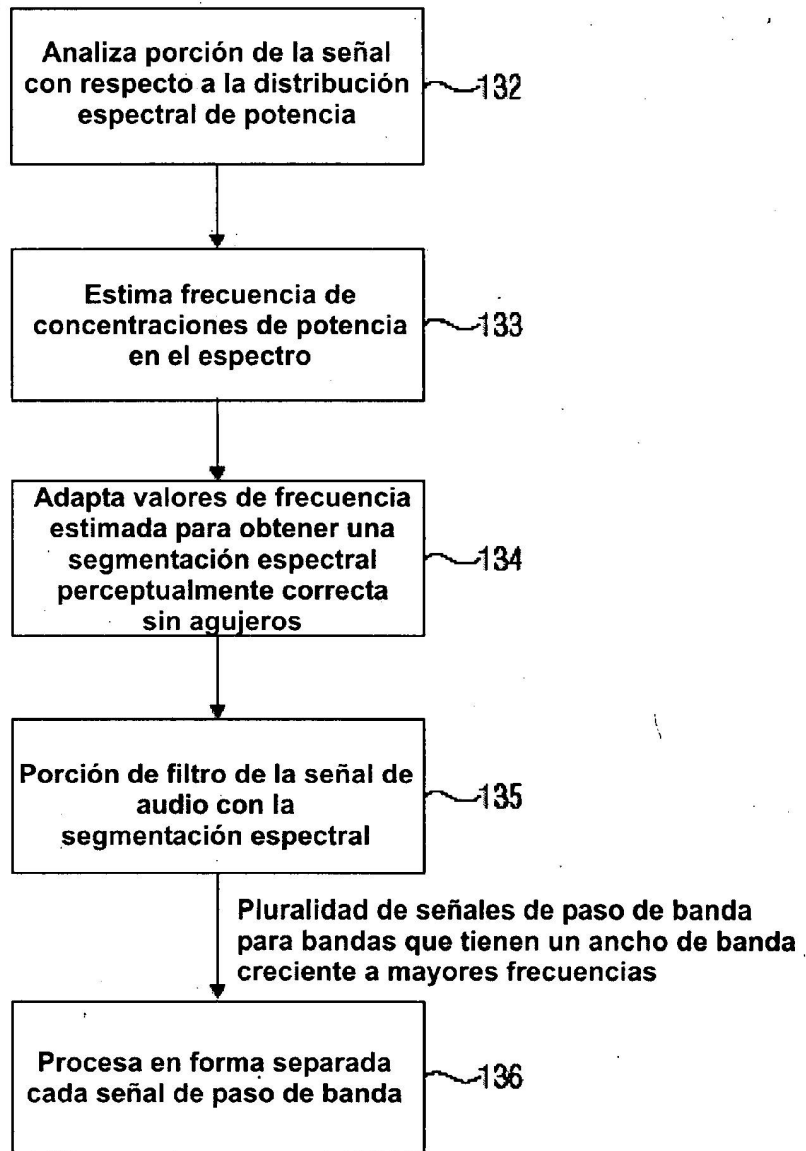 Analiza porción de la señal
con respecto a la distribución
espectral de potencia
132
Estima frecuencia de
concentraciones de potencia
en el espectro
133
Adapta valores de frecuencia
estimada para obtener una
segmentación espectral
perceptualmente correcta
sin agujeros
134
Porción de filtro de la señal de
audio con la
segmentación espectral
135
Pluralidad de señales de paso de banda
para bandas que tienen un ancho de banda
creciente a mayores frecuencias
Procesa en forma separada
cada señal de paso de banda
136